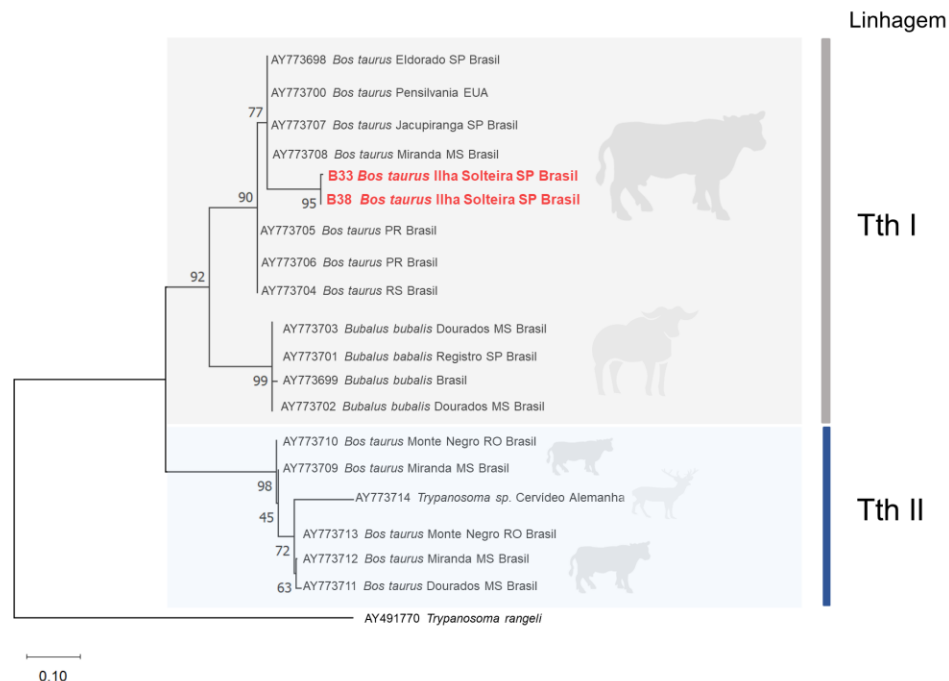 Linhagem
AY773698 Bos taurus Eldorado SP Brasil
AY773700 Bos taurus Pensilvania EUA
77
AY773707 Bos taurus Jacupiranga SP Brasil
AY773708 Bos taurus Miranda MS Brasil
B33 Bos taurus Ilha Solteira SP Brasil
95
B38 Bos taurus Ilha Solteira SP Brasil
90
AY773705 Bos taurus PR Brasil
Tth I
AY773706 Bos taurus PR Brasil
92
AY773704 Bos taurus RS Brasil
AY773703 Bubalus bubalis Dourados MS Brasil
AY773701 Bubalus babalis Registro SP Brasil
99
AY773699 Bubalus bubalis Brasil
AY773702 Bubalus bubalis Dourados MS Brasil
AY773710 Bos taurus Monte Negro RO Brasil
AY773709 Bos taurus Miranda MS Brasil
98
AY773714 Trypanosoma sp. Cervideo Alemanha
45
Tth II
AY773713 Bos taurus Monte Negro RO Brasil
72
AY773712 Bos taurus Miranda MS Brasil
63
AY773711 Bos taurus Dourados MS Brasil
AY491770 Trypanosoma rangeli
0.10